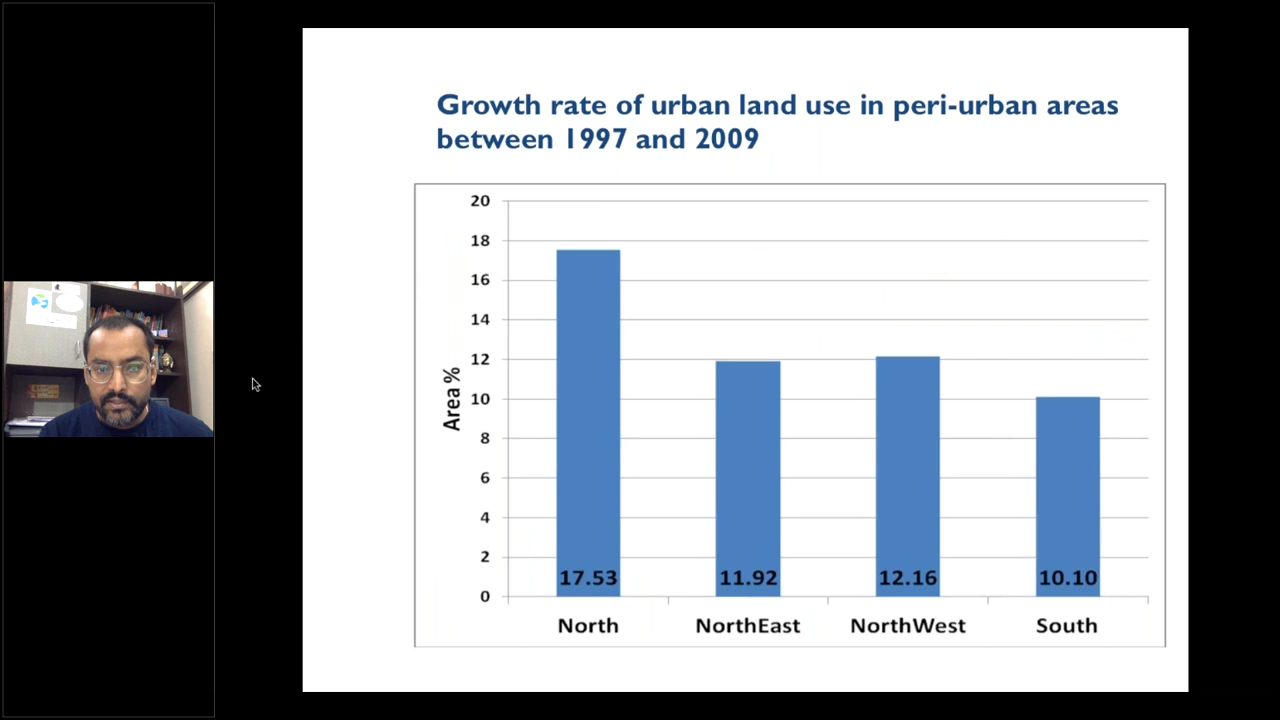 Growth rate of urban land use in peri-urban areas
between 1997 and 2009
20
18
16
14
12
10
8
6
4
2
0
Area %
17.53
11.92
12.16
10.10
North
NorthEast
NorthWest
South